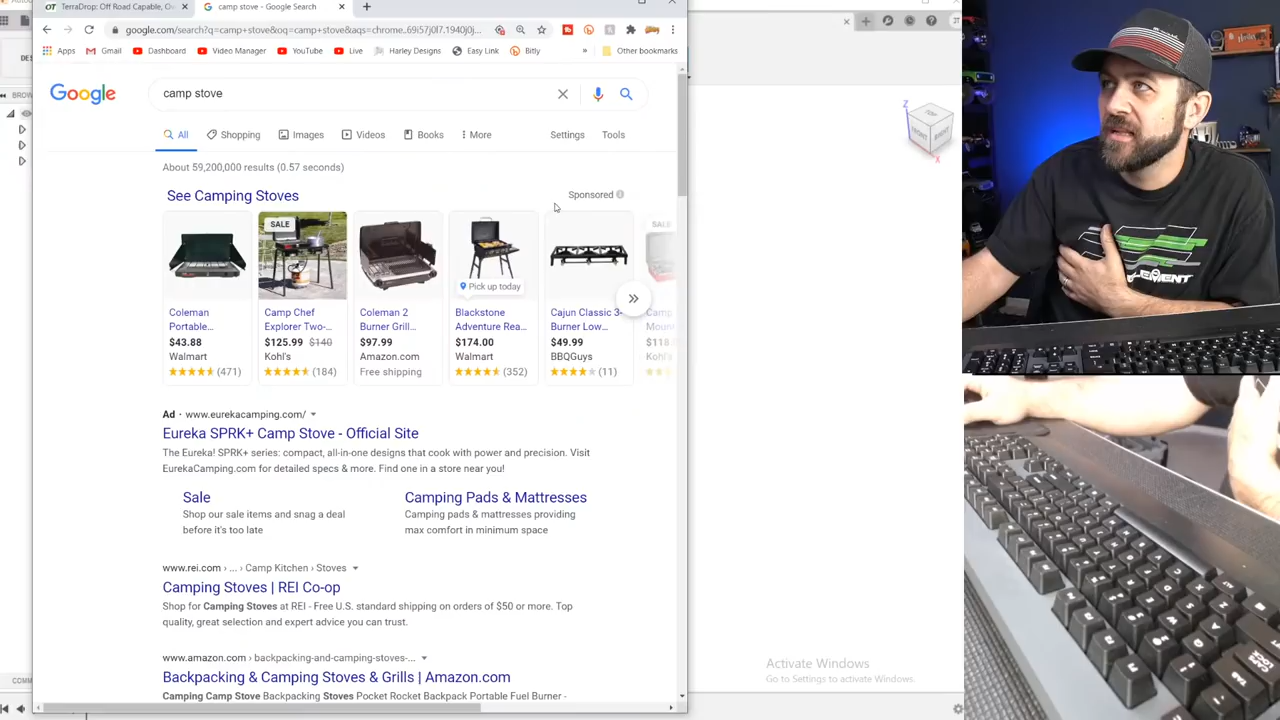 TerraDrop: Off Road Capable, O
camp stove - Google Search
google.com/search?q=camp+stove&oq=camp+stove&aqs=chrome..69i57j0l7.1940j0j...
Apps
Gmail
Dashboard
Video Manager
YouTube
Live
Harley Designs
Easy Link
Bitly
»
Other bookmarks
Google
camp stove
All
Shopping
Images
Videos
Books
More
Settings
Tools
About 59,200,000 results (0.57 seconds)
See Camping Stoves
Sponsored
SALE
SALE
Pick up today
Coleman
Portable...
$43.88
Walmart
(471)
Camp Chef
Explorer Two-...
$125.99 $140
Kohl's
(184)
Coleman 2
Burner Grill...
$97.99
Amazon.com
Free shipping
Blackstone
Adventure Rea...
$174.00
Walmart
(352)
Cajun Classic 3-
Burner Low...
$49.99
BBQGuys
(11)
Camp
Moun
$118.
Kohl's
Ad · www.eurekacamping.com/
Eureka SPRK+ Camp Stove - Official Site
The Eureka! SPRK+ series: compact, all-in-one designs that cook with power and precision. Visit
EurekaCamping.com for detailed specs & more. Find one in a store near you!
Sale
Shop our sale items and snag a deal
before it's too late
Camping Pads & Mattresses
Camping pads & mattresses providing
max comfort in minimum space
www.rei.com › ... › Camp Kitchen › Stoves
Camping Stoves | REI Co-op
Shop for Camping Stoves at REI - Free U.S. standard shipping on orders of $50 or more. Top
quality, great selection and expert advice you can trust.
www.amazon.com › backpacking-and-camping-stoves-...
Backpacking & Camping Stoves & Grills | Amazon.com
Camping Camp Stove Backpacking Stoves Pocket Rocket Backpack Portable Fuel Burner -
TOP
FRONT
RIGHT
Z
X
Activate Windows
Go to Settings to activate Windows.